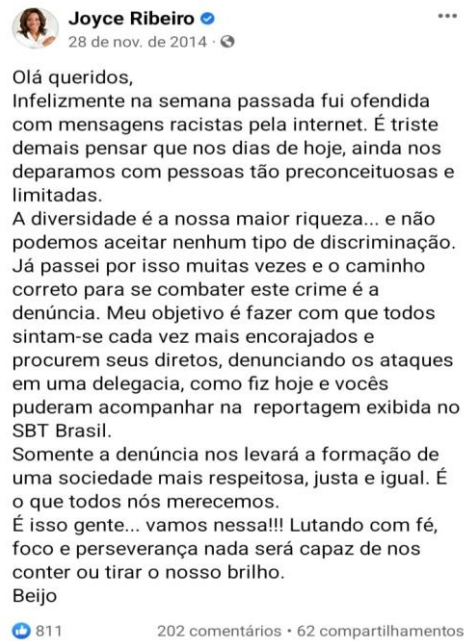 Joyce Ribeiro
28 de nov. de 2014 ·
Olá queridos,
Infelizmente na semana passada fui ofendida
com mensagens racistas pela internet. É triste
demais pensar que nos dias de hoje, ainda nos
deparamos com pessoas tão preconceituosas e
limitadas.
A diversidade é a nossa maior riqueza... e não
podemos aceitar nenhum tipo de discriminação.
Já passei por isso muitas vezes e o caminho
correto para se combater este crime é a
denúncia. Meu objetivo é fazer com que todos
sintam-se cada vez mais encorajados e
procurem seus diretos, denunciando os ataques
em uma delegacia, como fiz hoje e vocês
puderam acompanhar na reportagem exibida no
SBT Brasil.
Somente a denúncia nos levará a formação de
uma sociedade mais respeitosa, justa e igual. É
o que todos nós merecemos.
É isso gente... vamos nessa!!! Lutando com fé,
foco e perseverança nada será capaz de nos
conter ou tirar o nosso brilho.
Beijo
811 202 comentários • 62 compartilhamentos